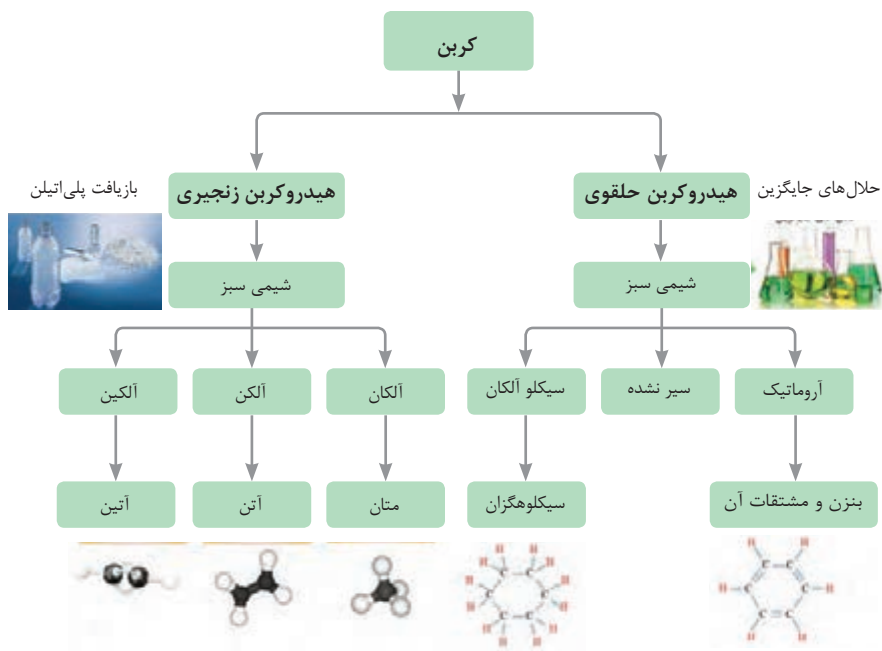 کربن
حلال‌های جایگزین
هیدروکربن حلقوی
هیدروکربن زنجیری
بازیافت پلی‌اتیلن
شیمی سبز
شیمی سبز
آروماتیک
سیر نشده
سیکلو آلکان
آلکان
آلکن
آلکین
بنزن و مشتقات آن
سیکلوهگزان
متان
آتن
آتین
H H
H H
H C C H
H C C H
H C C H
H H
H H
H H
C
H C C H
C C
C
H H